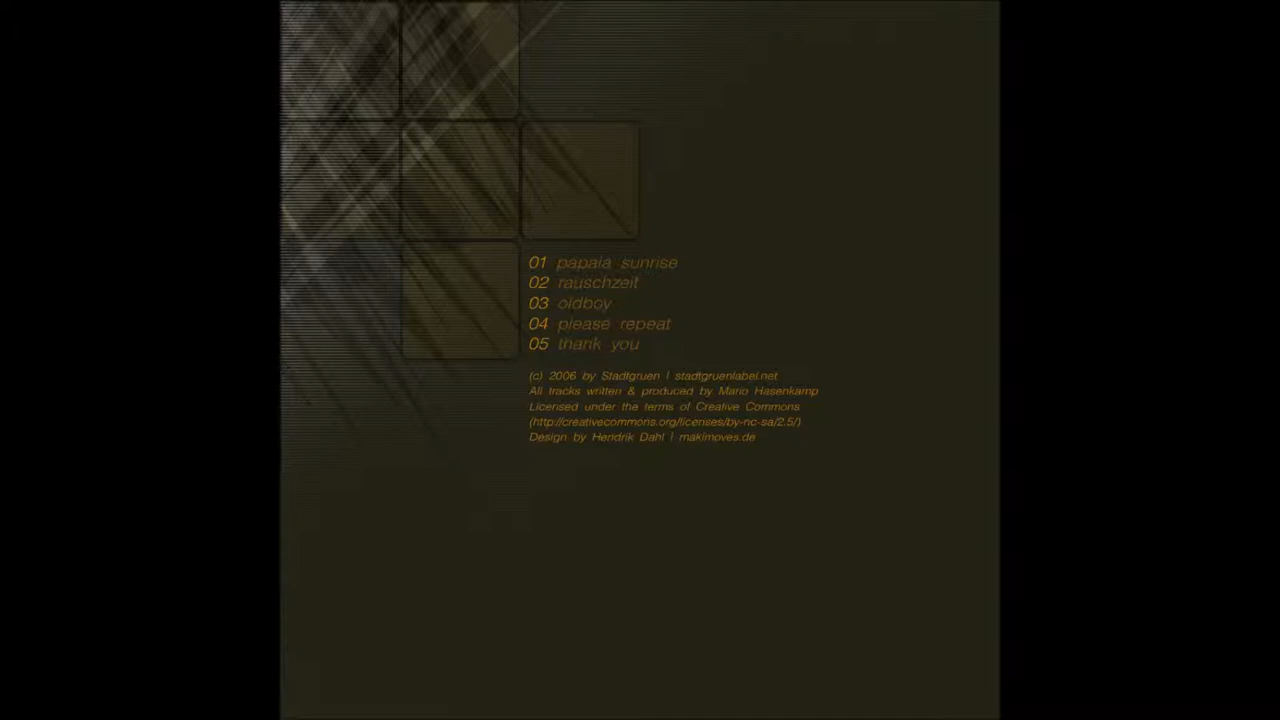 01 papaia sunrise
02 rauschzeit
03 oldboy
04 please repeat
05 thank you
(c) 2006 by Stadtgruen | stadtgruenlabel.net
All tracks written & produced by Mario Hasenkamp
Licensed under the terms of Creative Commons
(http://creativecommons.org/licenses/by-nc-sa/2.5/)
Design by Hendrik Dahl | makimoves.de